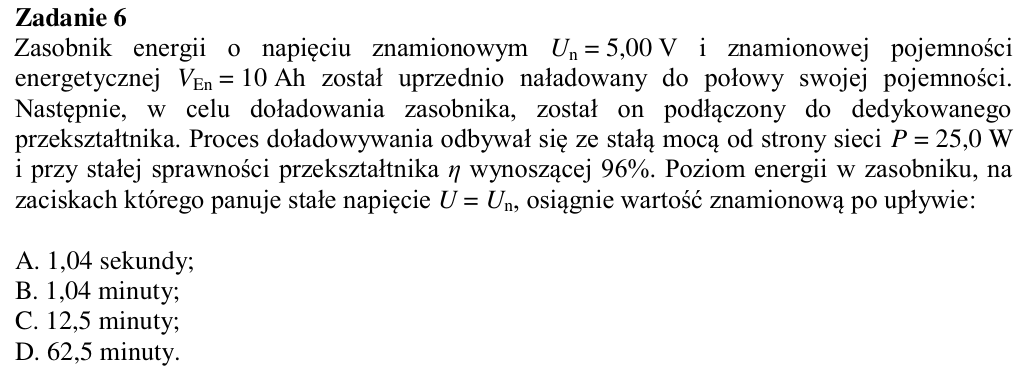 Zadanie 6
Zasobnik energii o napięciu znamionowym Un = 5,00 V i znamionowej pojemności
energetycznej VEn = 10 Ah został uprzednio naładowany do połowy swojej pojemności.
Następnie, w celu doładowania zasobnika, został on podłączony do dedykowanego
przekształtnika. Proces doładowywania odbywał się ze stałą mocą od strony sieci P = 25,0 W
i przy stałej sprawności przekształtnika η wynoszącej 96%. Poziom energii w zasobniku, na
zaciskach którego panuje stałe napięcie U = Un, osiągnie wartość znamionową po upływie:
A. 1,04 sekundy;
B. 1,04 minuty;
C. 12,5 minuty;
D. 62,5 minuty.